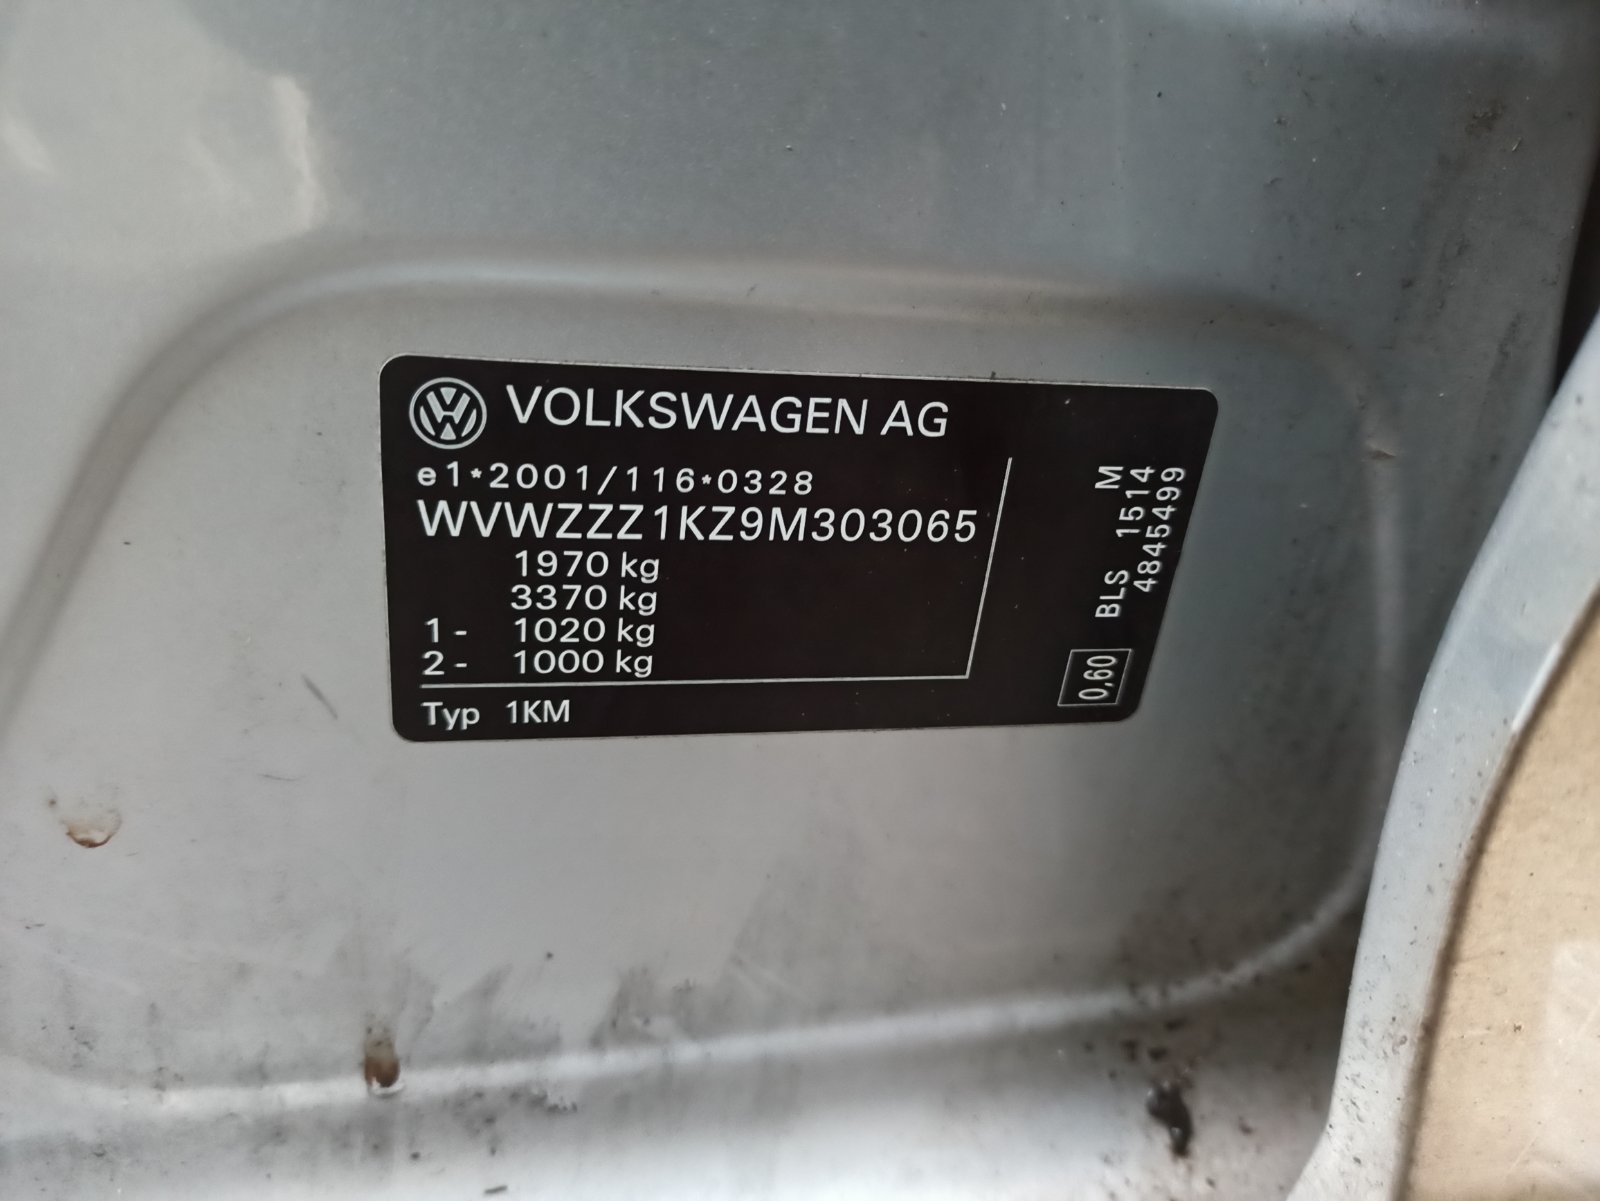 VOLKSWAGEN AG
e1*2001/116*0328
WVWZZZ1KZ9M303065
1970 kg
3370 kg
1 - 1020 kg
2 - 1000 kg
Typ 1KM
M
BLS 1514
4845499
0,60